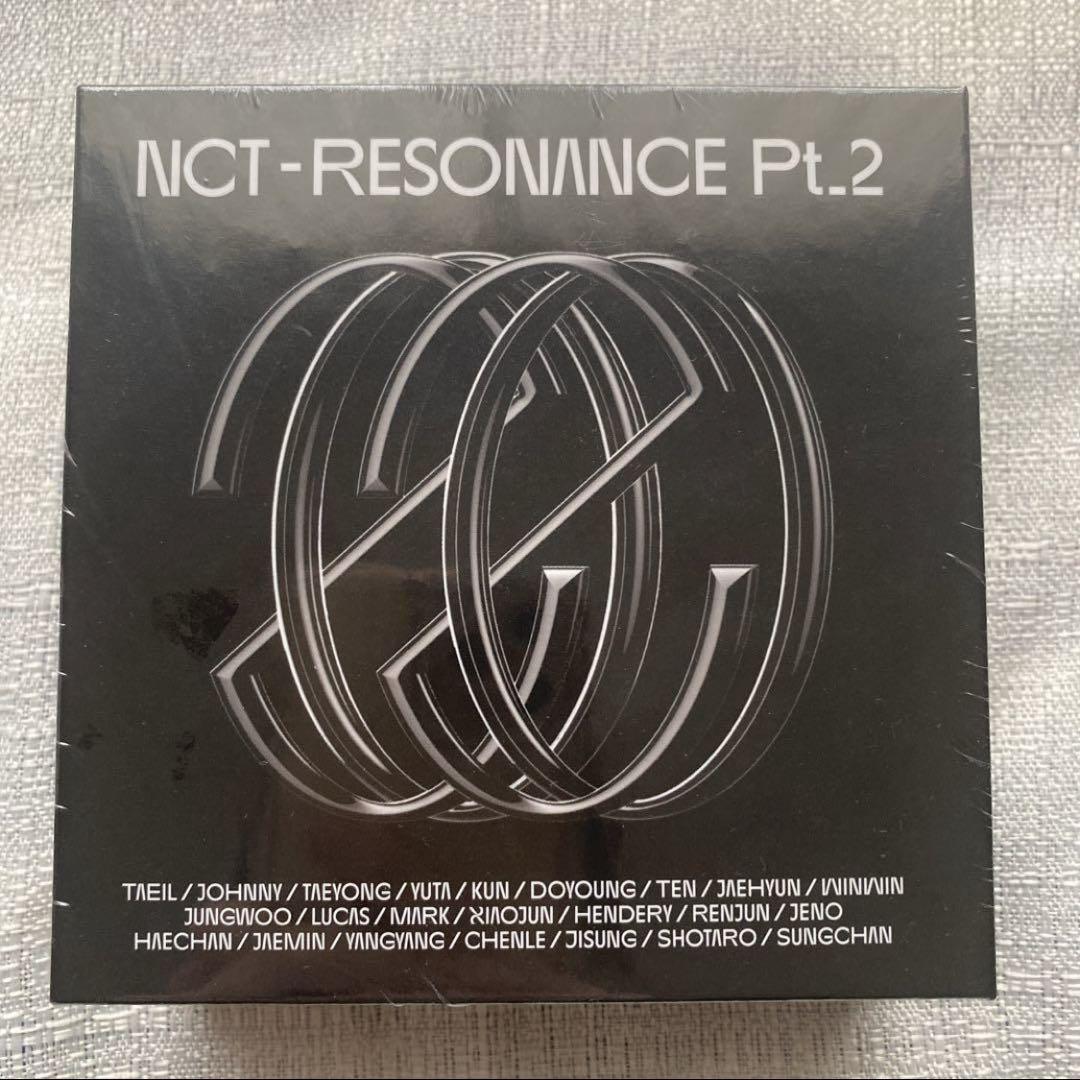 NCT - RESONANCE Pt.2
TAEIL / JOHNNY / TAEYONG / YUTA / KUN / DOYOUNG / TEN / JAEHYUN / WINWIN
JUNGWOO / LUCAS / MARK / XIAOJUN / HENDERY / RENJUN / JENO
HAECHAN / JAEMIN / YANGYANG / CHENLE / JISUNG / SHOTARO / SUNGCHAN